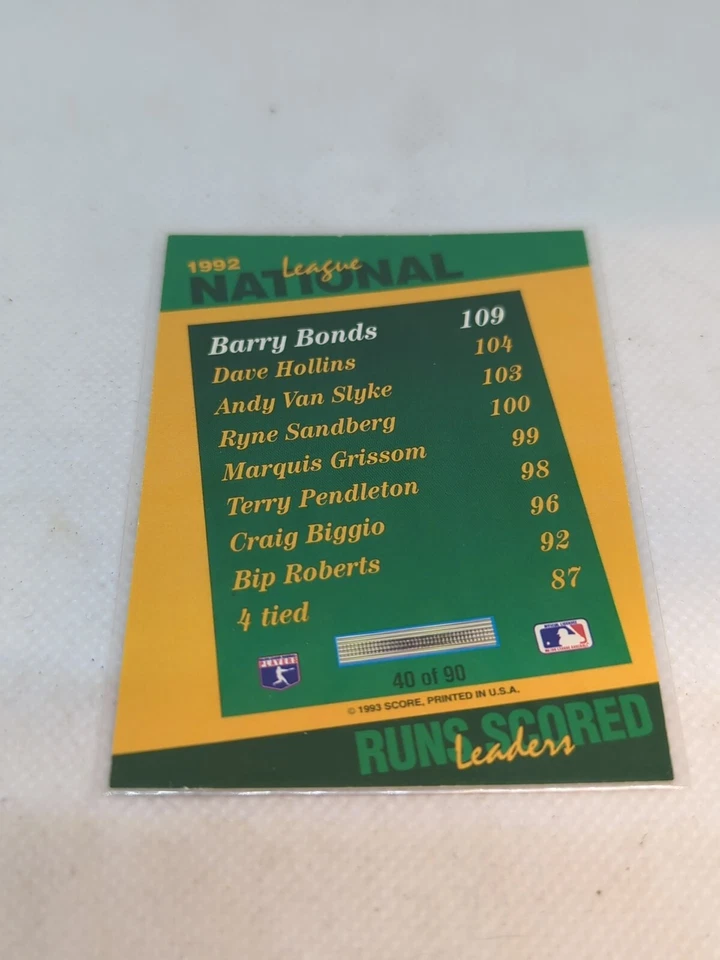 1992 League
NATIONAL
Barry Bonds 109
Dave Hollins 104
Andy Van Slyke 103
Ryne Sandberg 100
Marquis Grissom 99
Terry Pendleton 98
Craig Biggio 96
Bip Roberts 92
4 tied 87
PLAYERS
40 of 90
© 1993 SCORE, PRINTED IN U.S.A.
RUNS SCORED
Leaders